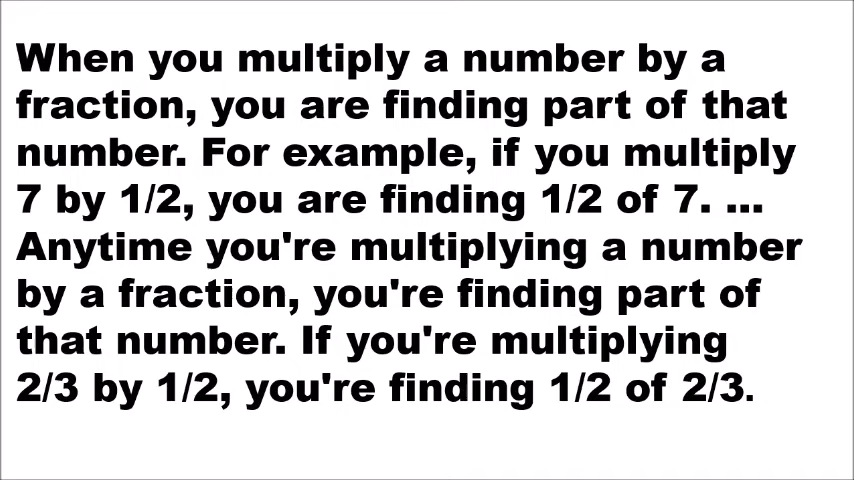 When you multiply a number by a
fraction, you are finding part of that
number. For example, if you multiply
7 by 1/2, you are finding 1/2 of 7. ...
Anytime you're multiplying a number
by a fraction, you're finding part of
that number. If you're multiplying
2/3 by 1/2, you're finding 1/2 of 2/3.